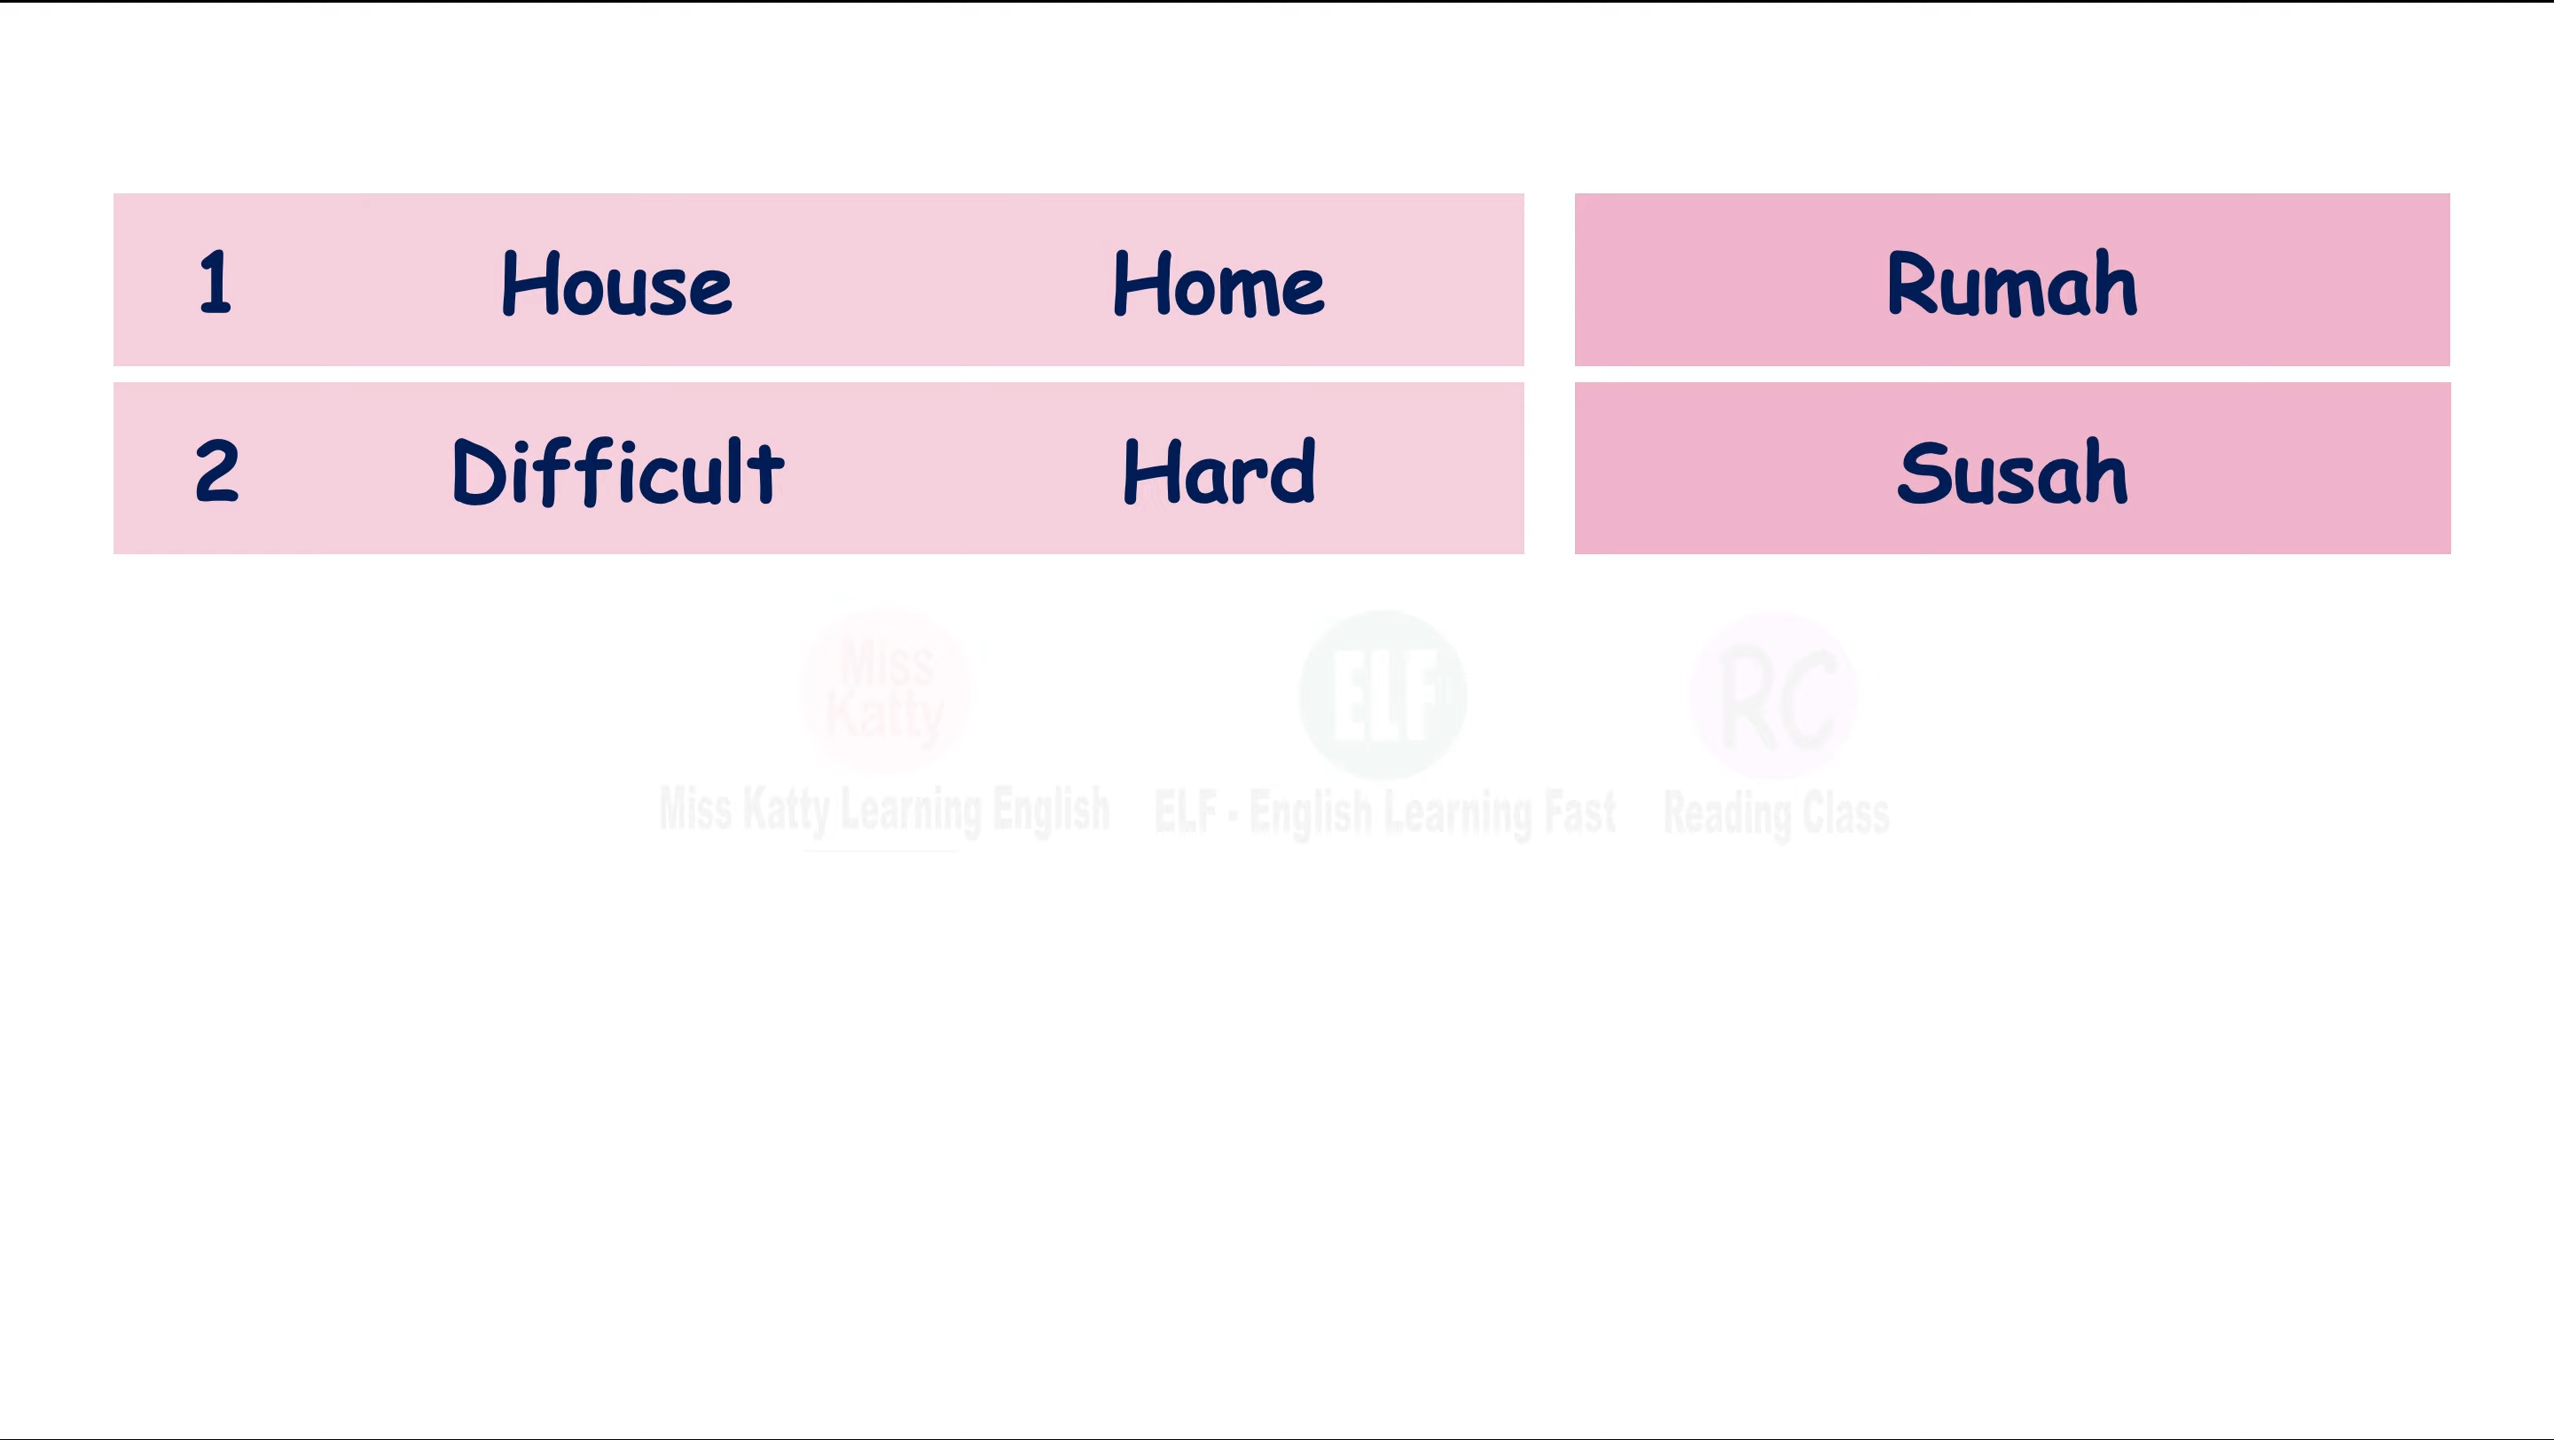 1 House Home Rumah
2 Difficult Hard Susah
Miss
Katty
ELF
RC
Miss Katty Learning English
ELF - English Learning Fast
Reading Class